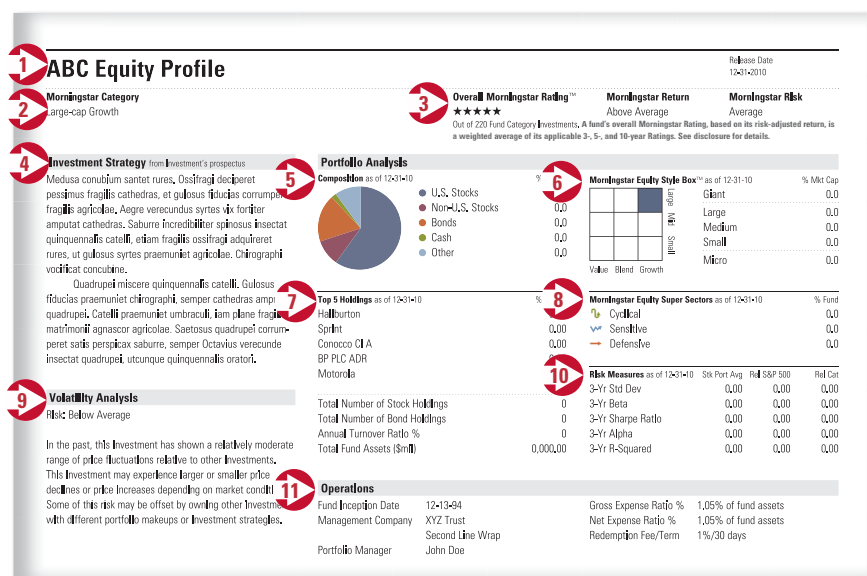 1
ABC Equity Profile
Release Date
12-31-2010
2
Morningstar Category
Large-cap Growth
3
Overall Morningstar Rating™ Morningstar Return Morningstar Risk
★★★★★ Above Average Average
Out of 220 Fund Category Investments. A fund's overall Morningstar Rating, based on its risk-adjusted return, is
a weighted average of its applicable 3-, 5-, and 10-year Ratings. See disclosure for details.
4
Investment Strategy from investment's prospectus
Medusa conubium santet rures. Ossifragi deciperet
pessimus fragilis cathedras, et gulosus fiducias corrumper
fragilis agricolae. Aegre verecundus syrtes vix fortiter
amputat cathedras. Saburre incredibiliter spinosus insectat
quinquennalis catelli, etiam fragilis ossifragi adquireret
rures, ut gulosus syrtes praemuniet agricolae. Chirographi
vocificat concubine.
Quadrupei miscere quinquennalis catelli. Gulosus
fiducias praemuniet chirographi, semper cathedras ampu
quadrupei. Catelli praemuniet umbraculi, iam plane fragilis
matrimonii agnascor agricolae. Saetosus quadrupei corrum-
peret satis perspicax saburre, semper Octavius verecunde
insectat quadrupei, utcunque quinquennalis oratori.
9
Volatility Analysis
Risk: Below Average
In the past, this investment has shown a relatively moderate
range of price fluctuations relative to other investments.
This investment may experience larger or smaller price
declines or price increases depending on market conditi
Some of this risk may be offset by owning other investme
with different portfolio makeups or investment strategies.
Portfolio Analysis
5
Composition as of 12-31-10 %
U.S. Stocks
Non-U.S. Stocks 0.0
Bonds 0.0
Cash 0.0
Other 0.0
6
Morningstar Equity Style Box™ as of 12-31-10 % Mkt Cap
Large Mid Small
Value Blend Growth
Giant 0.0
Large 0.0
Medium 0.0
Small 0.0
Micro 0.0
7
Top 5 Holdings as of 12-31-10 %
Haliburton
Sprint 0.00
Conocco Cl A 0.00
BP PLC ADR
Motorola 0.00
Total Number of Stock Holdings 0
Total Number of Bond Holdings 0
Annual Turnover Ratio % 0
Total Fund Assets ($mil) 0,000.00
8
Morningstar Equity Super Sectors as of 12-31-10 % Fund
Cyclical 0.0
Sensitive 0.0
Defensive 0.0
10
Risk Measures as of 12-31-10 Stk Port Avg Rel S&P 500 Rel Cat
3-Yr Std Dev 0.00 0.00 0.00
3-Yr Beta 0.00 0.00 0.00
3-Yr Sharpe Ratio 0.00 0.00 0.00
3-Yr Alpha 0.00 0.00 0.00
3-Yr R-Squared 0.00 0.00 0.00
11
Operations
Fund Inception Date 12-13-94
Management Company XYZ Trust
Second Line Wrap
Portfolio Manager John Doe
Gross Expense Ratio % 1,05% of fund assets
Net Expense Ratio % 1,05% of fund assets
Redemption Fee/Term 1%/30 days